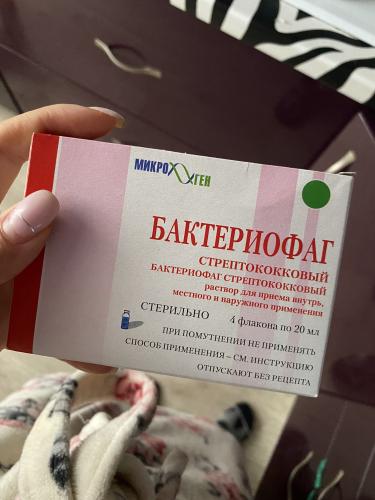 МИКРОГЕН
БАКТЕРИОФАГ
СТРЕПТОКОККОВЫЙ
БАКТЕРИОФАГ СТРЕПТОКОККОВЫЙ
раствор для приема внутрь,
местного и наружного применения
СТЕРИЛЬНО 4 флакона по 20 мл
ПРИ ПОМУТНЕНИИ НЕ ПРИМЕНЯТЬ
СПОСОБ ПРИМЕНЕНИЯ – СМ. ИНСТРУКЦИЮ
ОТПУСКАЮТ БЕЗ РЕЦЕПТА